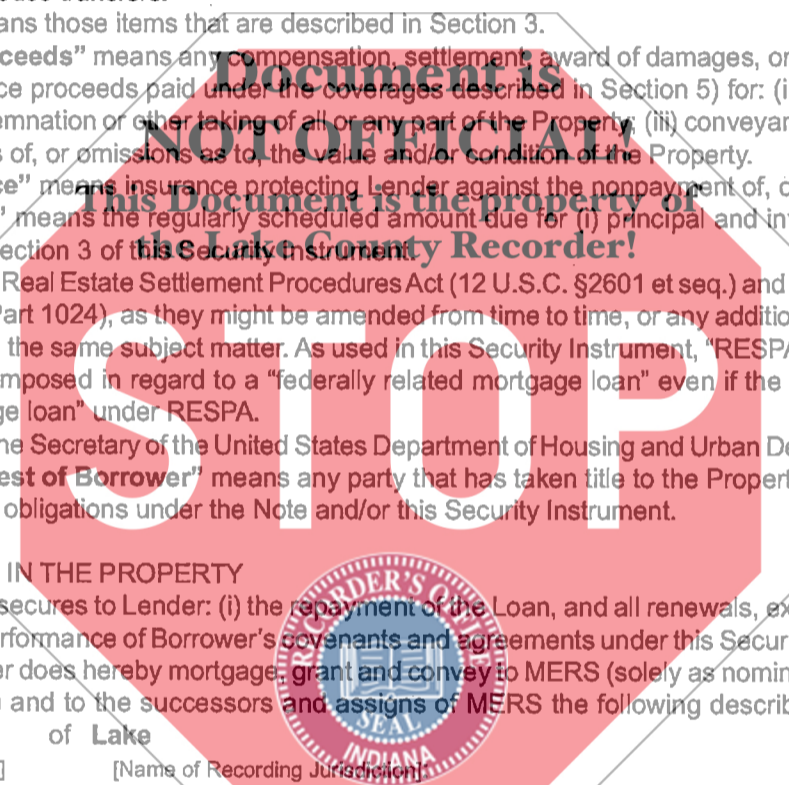 ans those items that are described in Section 3.
ceeds” means any compensation, settlement, award of damages, or
Document is
ce proceeds paid under the coverages described in Section 5) for: (i
emnation or other taking of all or any part of the Property; (iii) conveyan
NOT OFFICIAL!
s of, or omissions as to, the value and/or condition of the Property.
ce” means insurance protecting Lender against the nonpayment of, o
This Document is the property of
” means the regularly scheduled amount due for (i) principal and int
ection 3 of this Security Instrument.
the Lake County Recorder!
Real Estate Settlement Procedures Act (12 U.S.C. §2601 et seq.) and
Part 1024), as they might be amended from time to time, or any additio
the same subject matter. As used in this Security Instrument, “RESPA
mposed in regard to a “federally related mortgage loan” even if the
ge loan” under RESPA.
STOP
he Secretary of the United States Department of Housing and Urban De
est of Borrower” means any party that has taken title to the Propert
obligations under the Note and/or this Security Instrument.
IN THE PROPERTY
secures to Lender: (i) the repayment of the Loan, and all renewals, ex
erformance of Borrower’s covenants and agreements under this Secur
er does hereby mortgage, grant and convey to MERS (solely as nomin
and to the successors and assigns of MERS the following describ
RECORDER'S OFFICE
SEAL
INDIANA
of Lake
[Name of Recording Jurisdiction]: